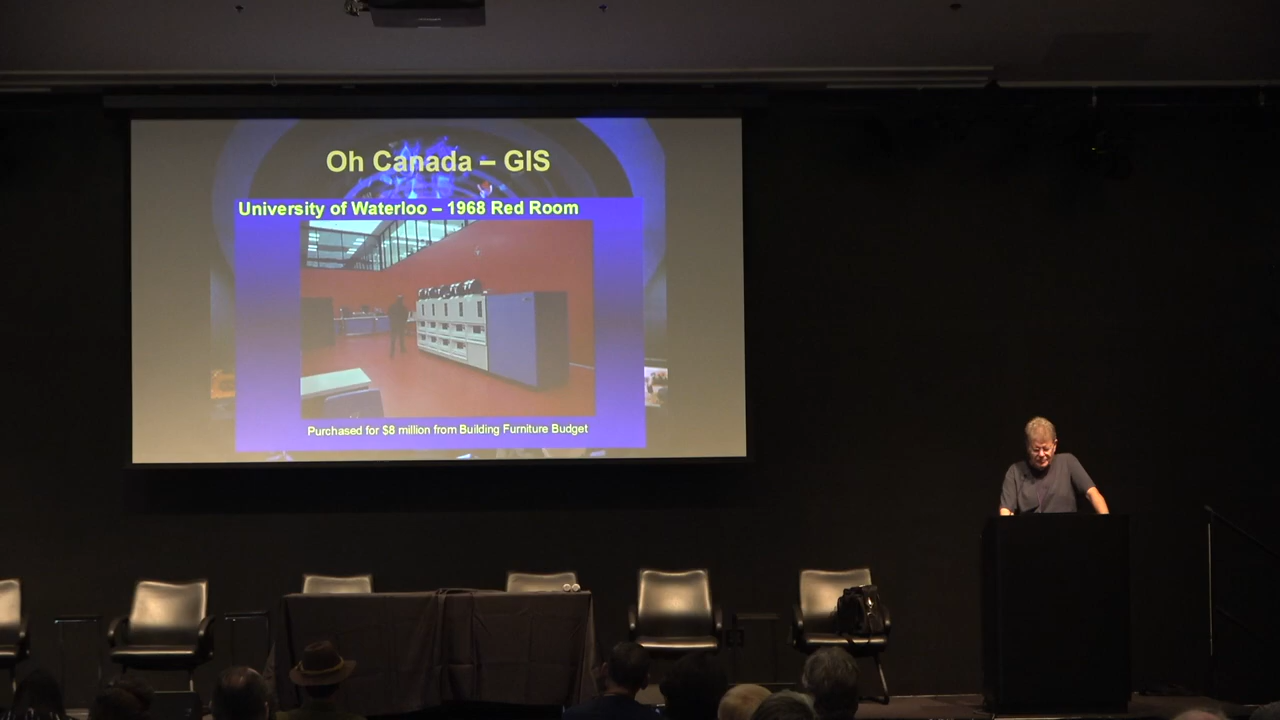 Oh Canada – GIS
University of Waterloo – 1968 Red Room
Purchased for $8 million from Building Furniture Budget